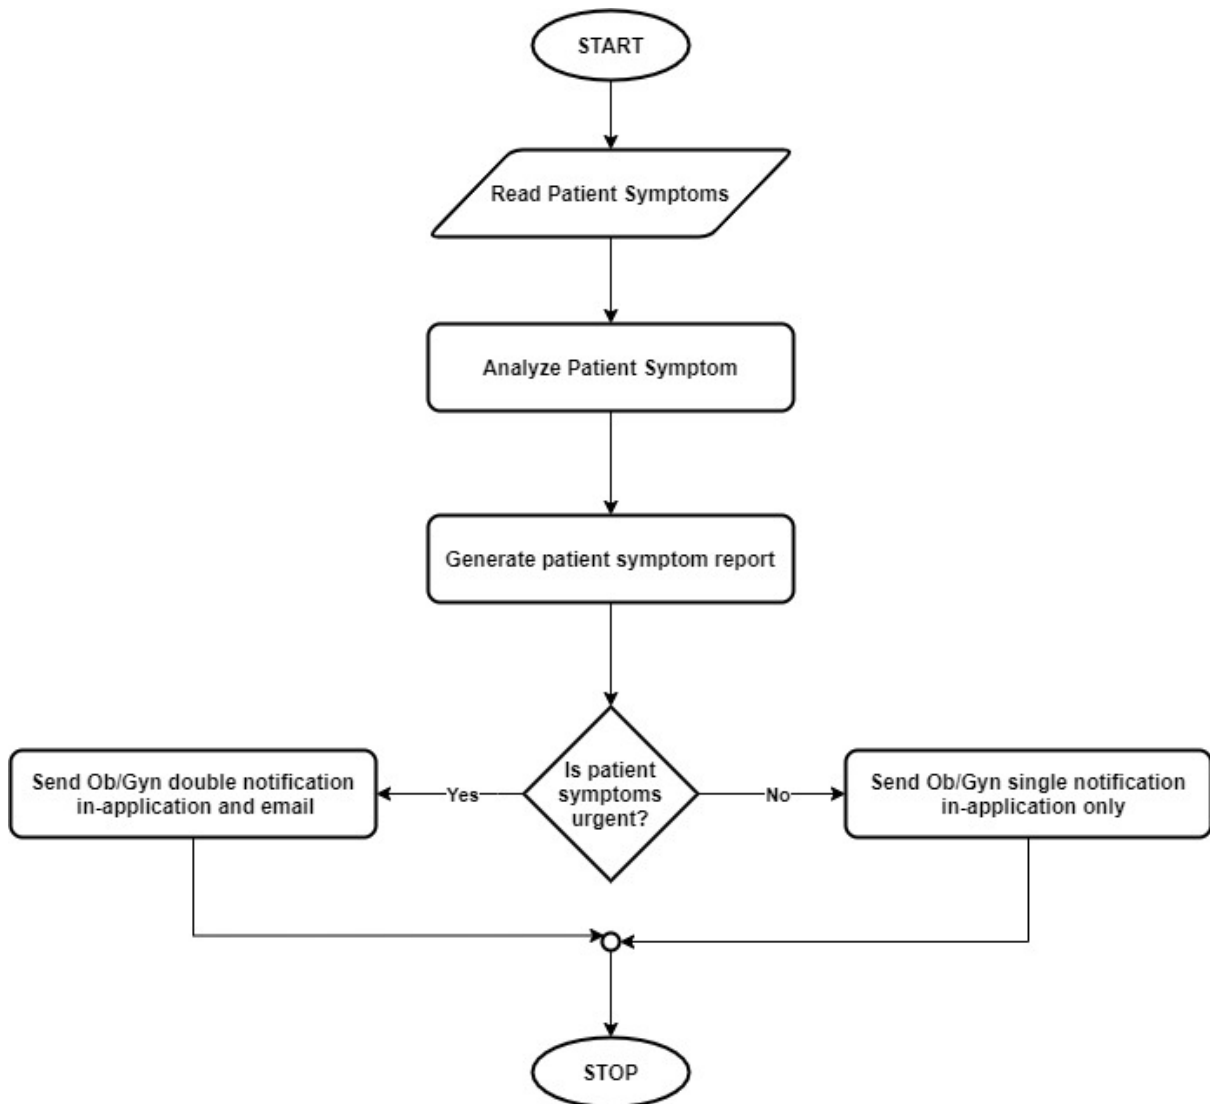 START
Read Patient Symptoms
Analyze Patient Symptom
Generate patient symptom report
Send Ob/Gyn double notification
in-application and email
Yes
Is patient
symptoms
urgent?
No
Send Ob/Gyn single notification
in-application only
STOP